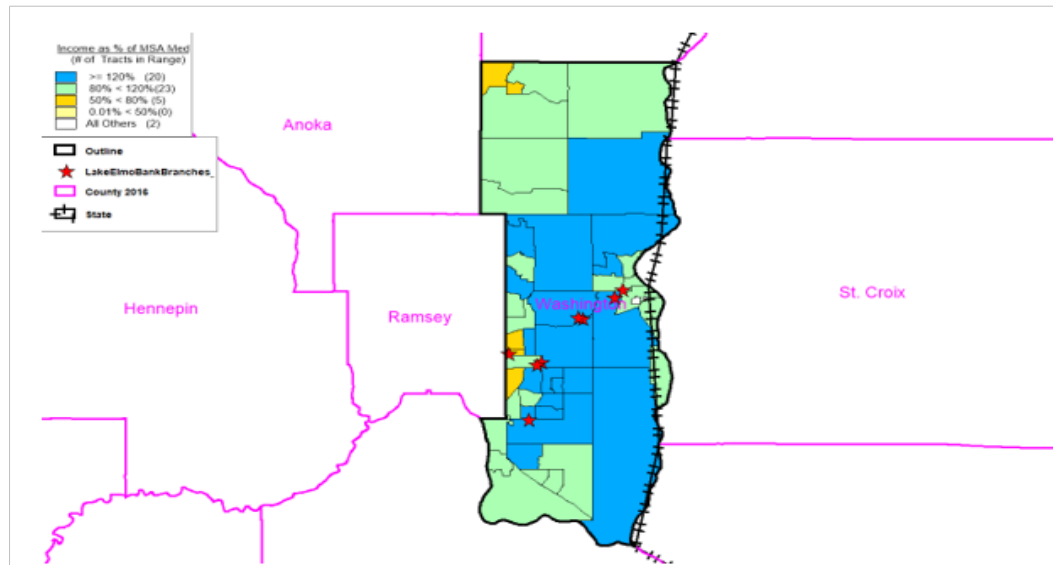 Income as % of MSA Med
(# of Tracts in Range)
>= 120% (20)
80% < 120%(23)
50% < 80% (5)
0.01% < 50%(0)
All Others (2)
Outline
LakeElmoBankBranches_
County 2016
State
Anoka
Hennepin
Ramsey
Washington
St. Croix